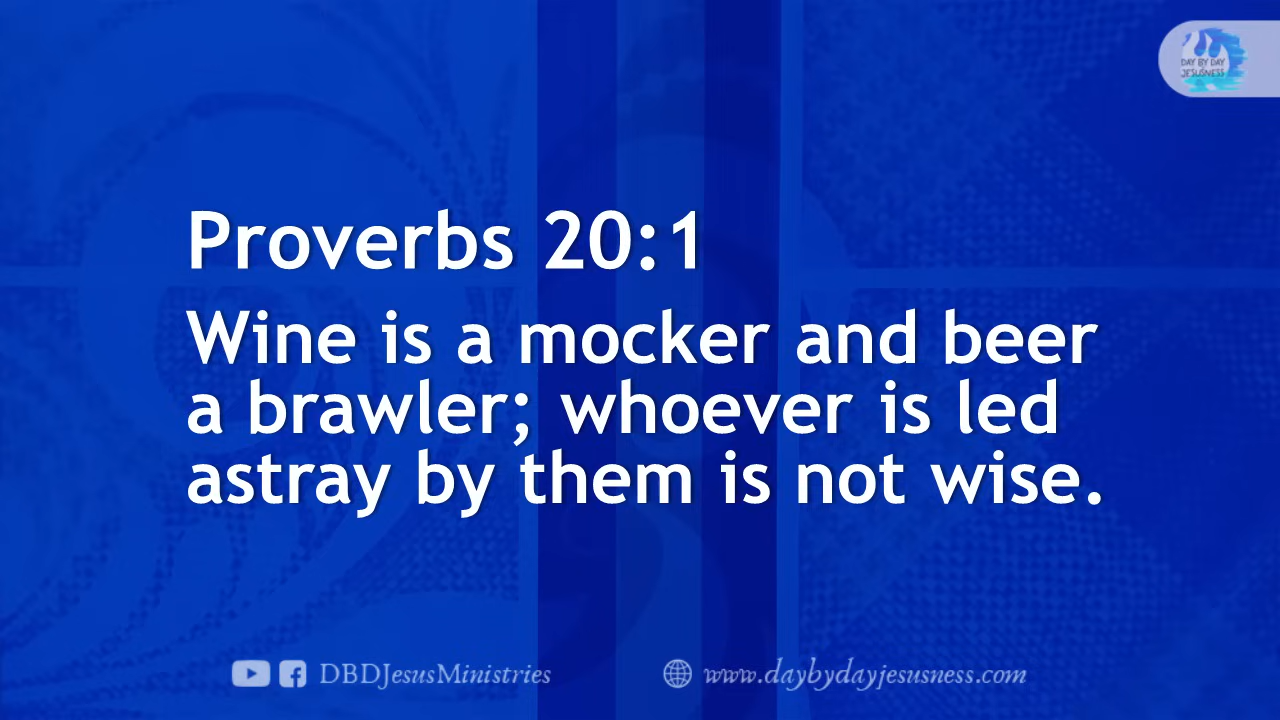 DAY BY DAY
JESUSNESS
Proverbs 20:1
Wine is a mocker and beer
a brawler; whoever is led
astray by them is not wise.
DBDJesusMinistries
www.daybydayjesusness.com